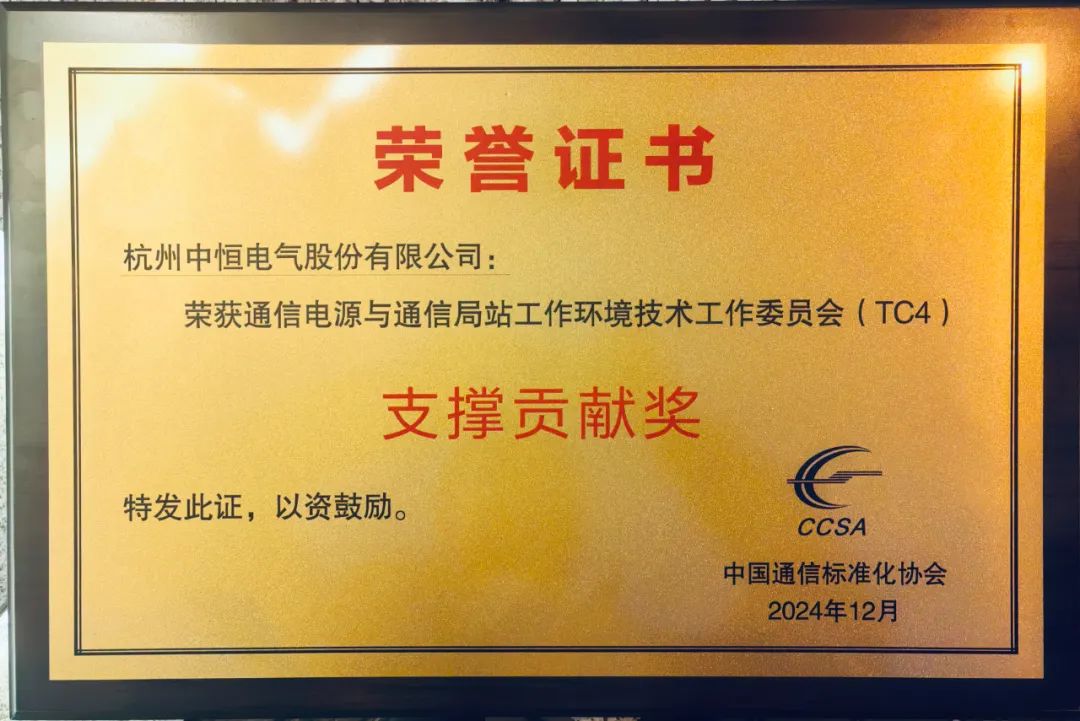 荣誉证书
杭州中恒电气股份有限公司：
荣获通信电源与通信局站工作环境技术工作委员会（TC4）
支撑贡献奖
特发此证，以资鼓励。
CCSA
中国通信标准化协会
2024年12月